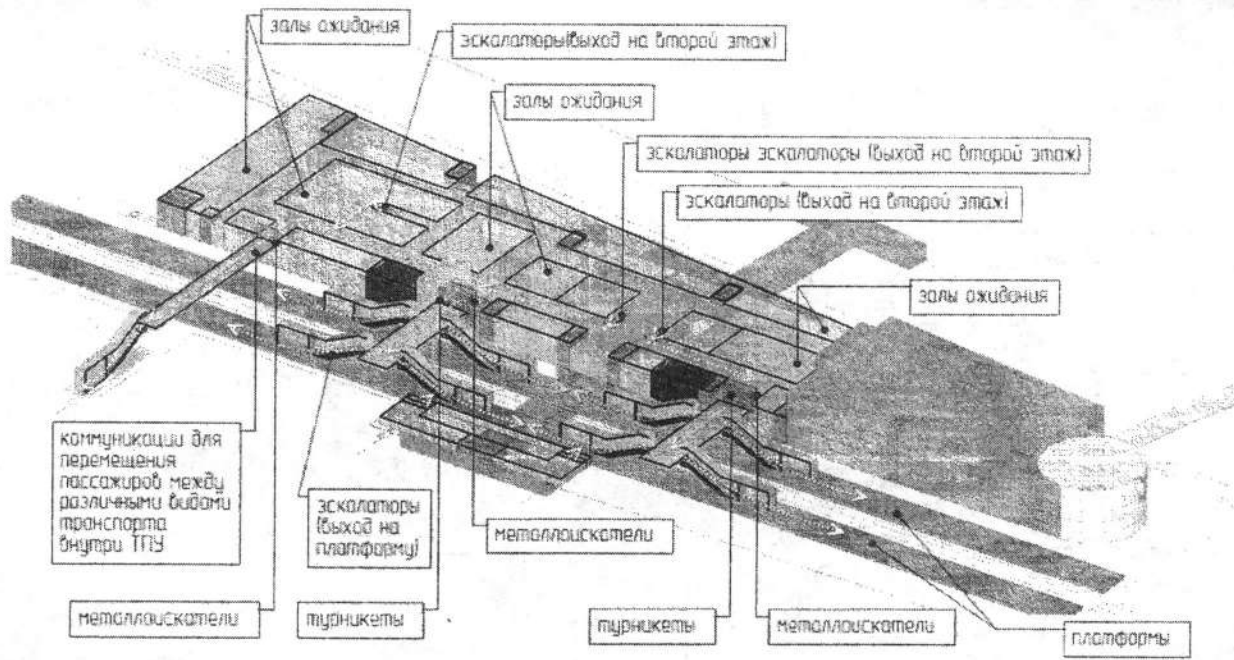 залы ожидания
эскалаторы(выход на второй этаж)
залы ожидания
эскалаторы эскалаторы (выход на второй этаж)
эскалаторы (выход на второй этаж)
залы ожидания
коммуникации для
перемещения
пассажиров между
различными видами
транспорта
внутри ТПУ
эскалаторы
(выход на
платформу)
металлоискатели
металлоискатели
турникеты
турникеты
металлоискатели
платформы